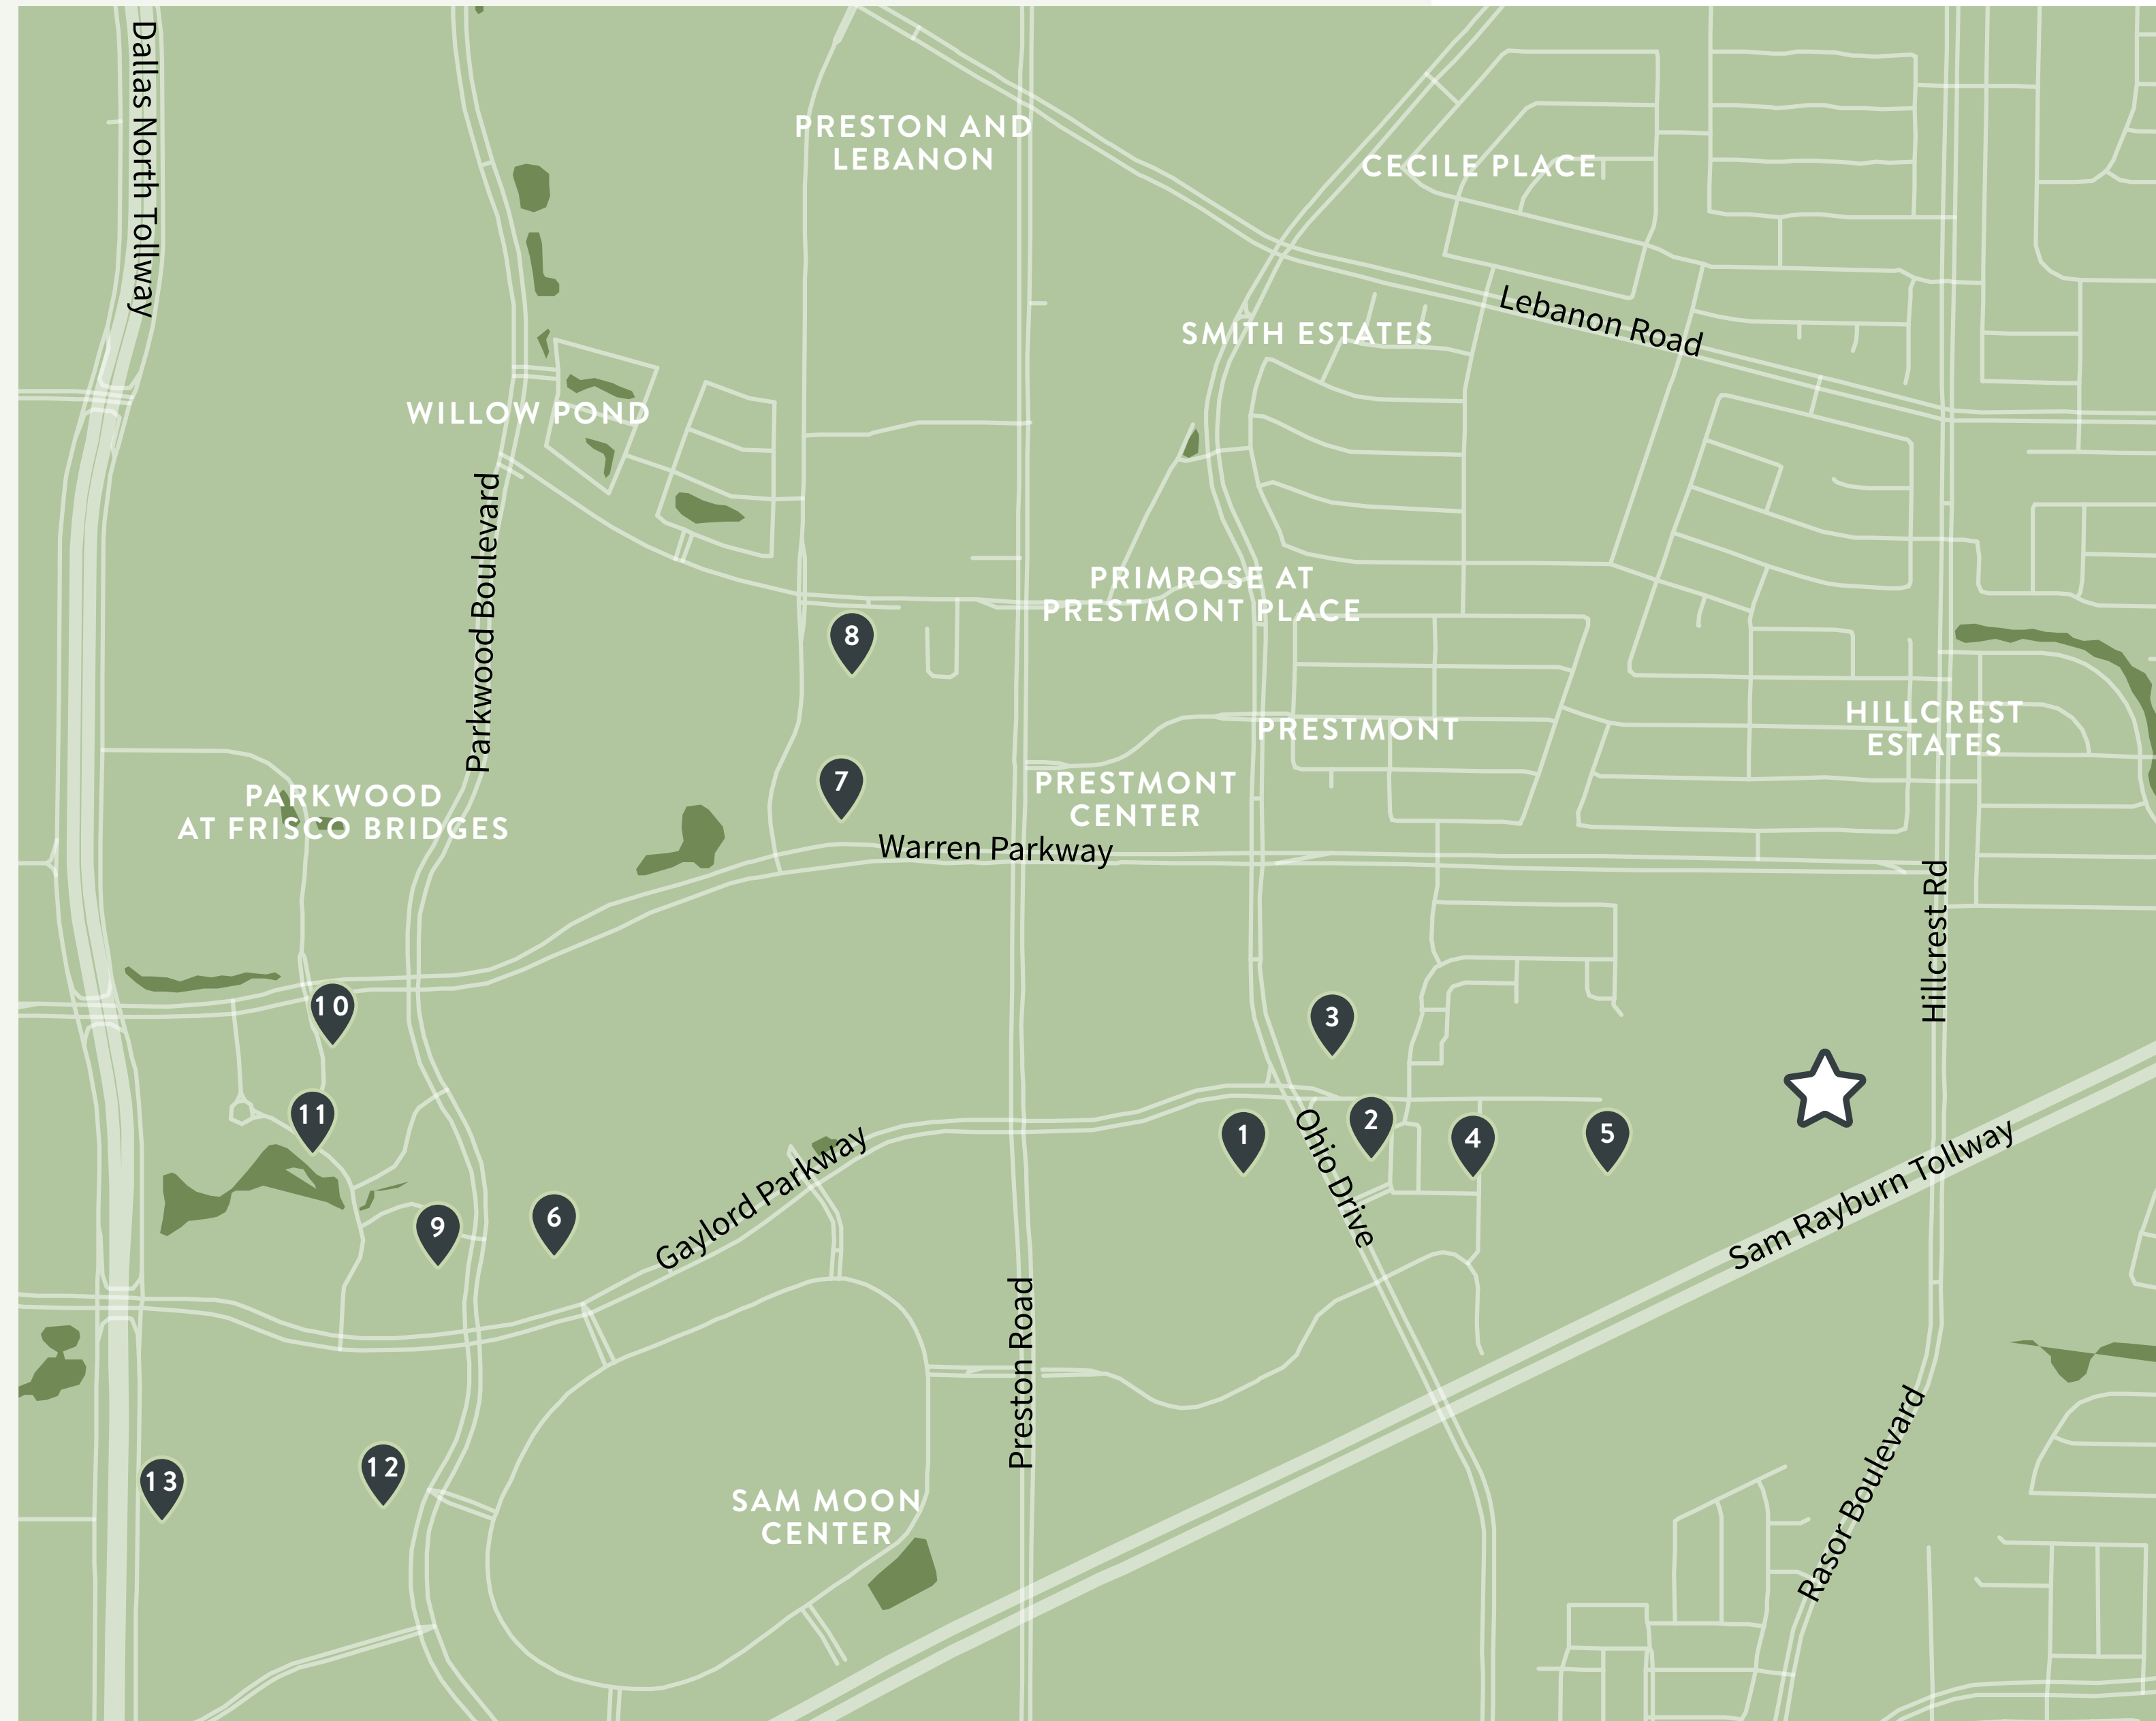 Dallas North Tollway
PRESTON AND
LEBANON
CECILE PLACE
Lebanon Road
SMITH ESTATES
WILLOW POND
Parkwood Boulevard
PRIMROSE AT
PRESTMONT PLACE
8
HILLCREST
ESTATES
PRESTMONT
7
PRESTMONT
CENTER
PARKWOOD
AT FRISCO BRIDGES
Warren Parkway
Hillcrest Rd
10
3
11
1
2
4
5
Ohio Drive
Gaylord Parkway
Sam Rayburn Tollway
9
6
Preston Road
12
13
SAM MOON
CENTER
Rasor Boulevard